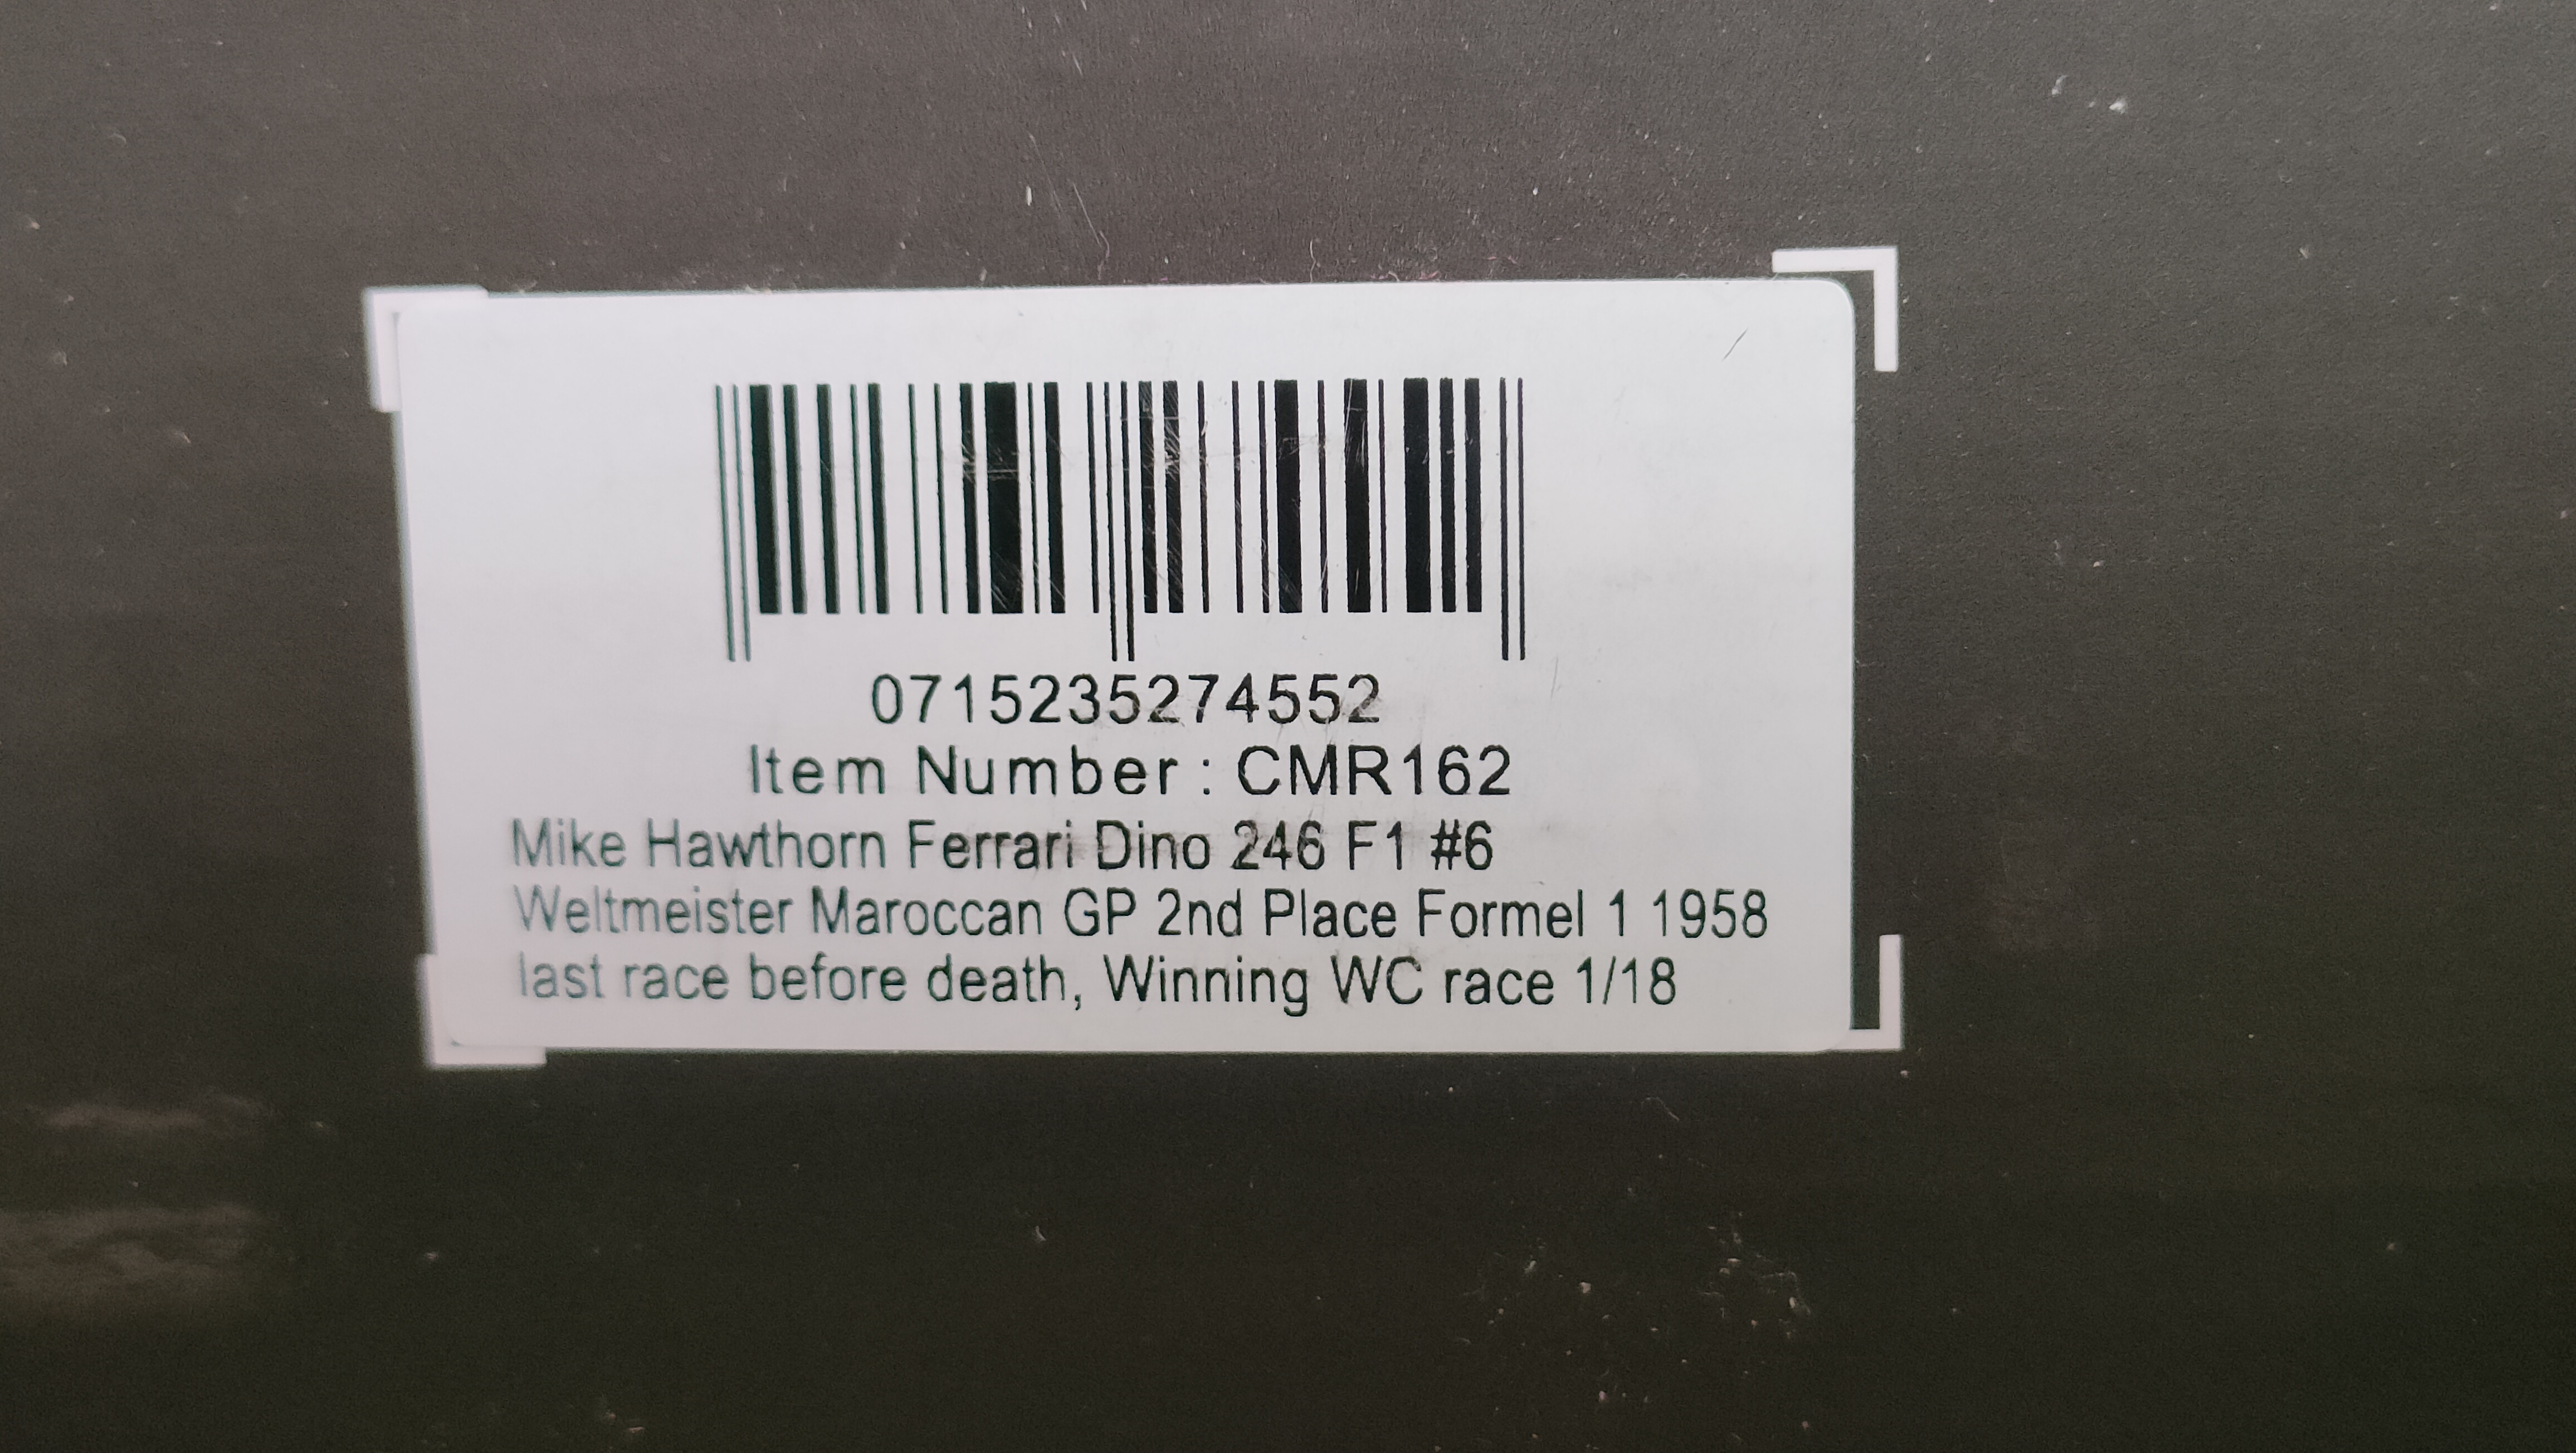 0715235274552
Item Number : CMR162
Mike Hawthorn Ferrari Dino 246 F1 #6
Weltmeister Maroccan GP 2nd Place Formel 1 1958
last race before death, Winning WC race 1/18